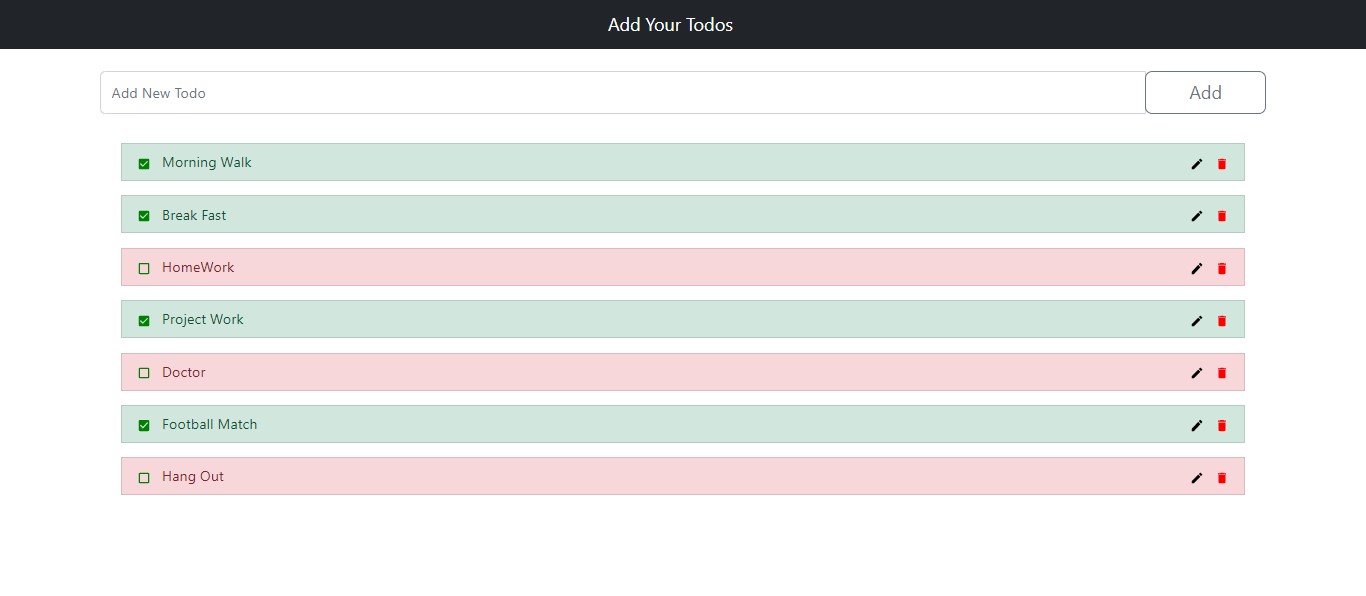 Add Your Todos
Add New Todo Add
Morning Walk
Break Fast
HomeWork
Project Work
Doctor
Football Match
Hang Out